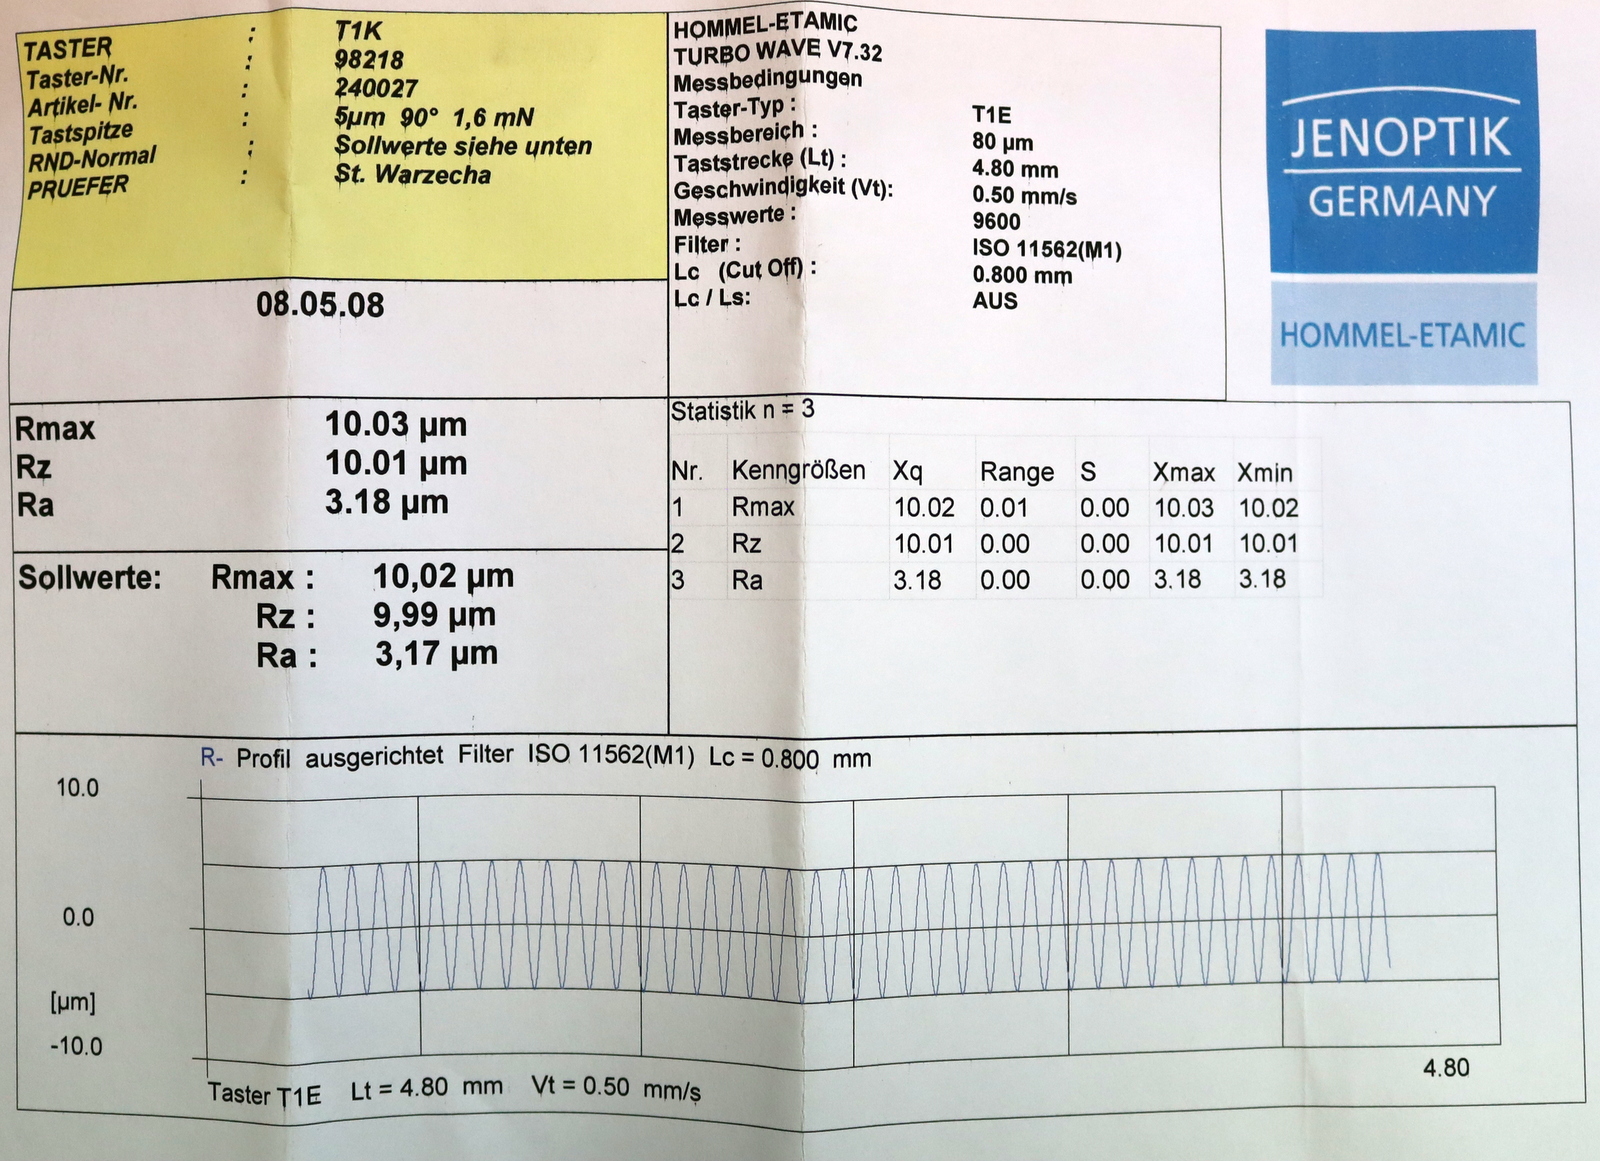 TASTER : T1K
Taster-Nr. : 98218
Artikel- Nr. : 240027
Tastspitze : 5µm 90° 1,6 mN
RND-Normal : Sollwerte siehe unten
PRUEFER : St. Warzecha
08.05.08
HOMMEL-ETAMIC
TURBO WAVE V7.32
Messbedingungen
Taster-Typ : T1E
Messbereich : 80 µm
Taststrecke (Lt) : 4.80 mm
Geschwindigkeit (Vt): 0.50 mm/s
Messwerte : 9600
Filter : ISO 11562(M1)
Lc (Cut Off) : 0.800 mm
Lc / Ls: AUS
JENOPTIK
GERMANY
HOMMEL-ETAMIC
Rmax 10.03 µm
Rz 10.01 µm
Ra 3.18 µm
Sollwerte: Rmax : 10,02 µm
Rz : 9,99 µm
Ra : 3,17 µm
Statistik n = 3
Nr. Kenngrößen Xq Range S Xmax Xmin
1 Rmax 10.02 0.01 0.00 10.03 10.02
2 Rz 10.01 0.00 0.00 10.01 10.01
3 Ra 3.18 0.00 0.00 3.18 3.18
R- Profil ausgerichtet Filter ISO 11562(M1) Lc = 0.800 mm
10.0
0.0
[µm]
-10.0
4.80
Taster T1E Lt = 4.80 mm Vt = 0.50 mm/s